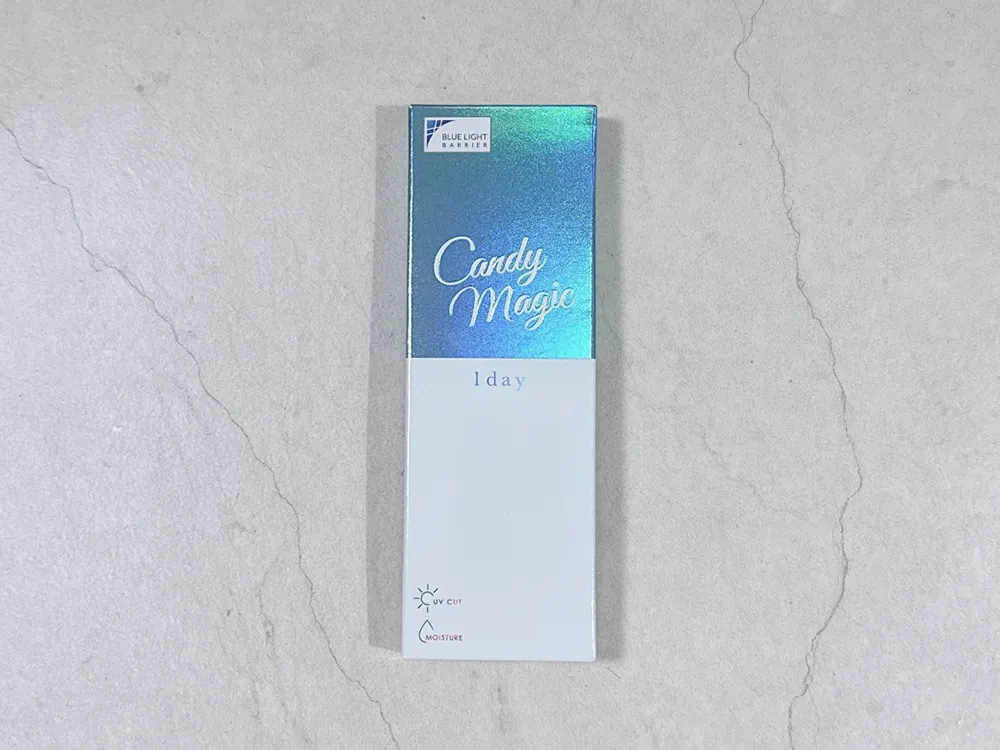 BLUE LIGHT
BARRIER
Candy
Magic
1day
UV CUT
MOISTURE